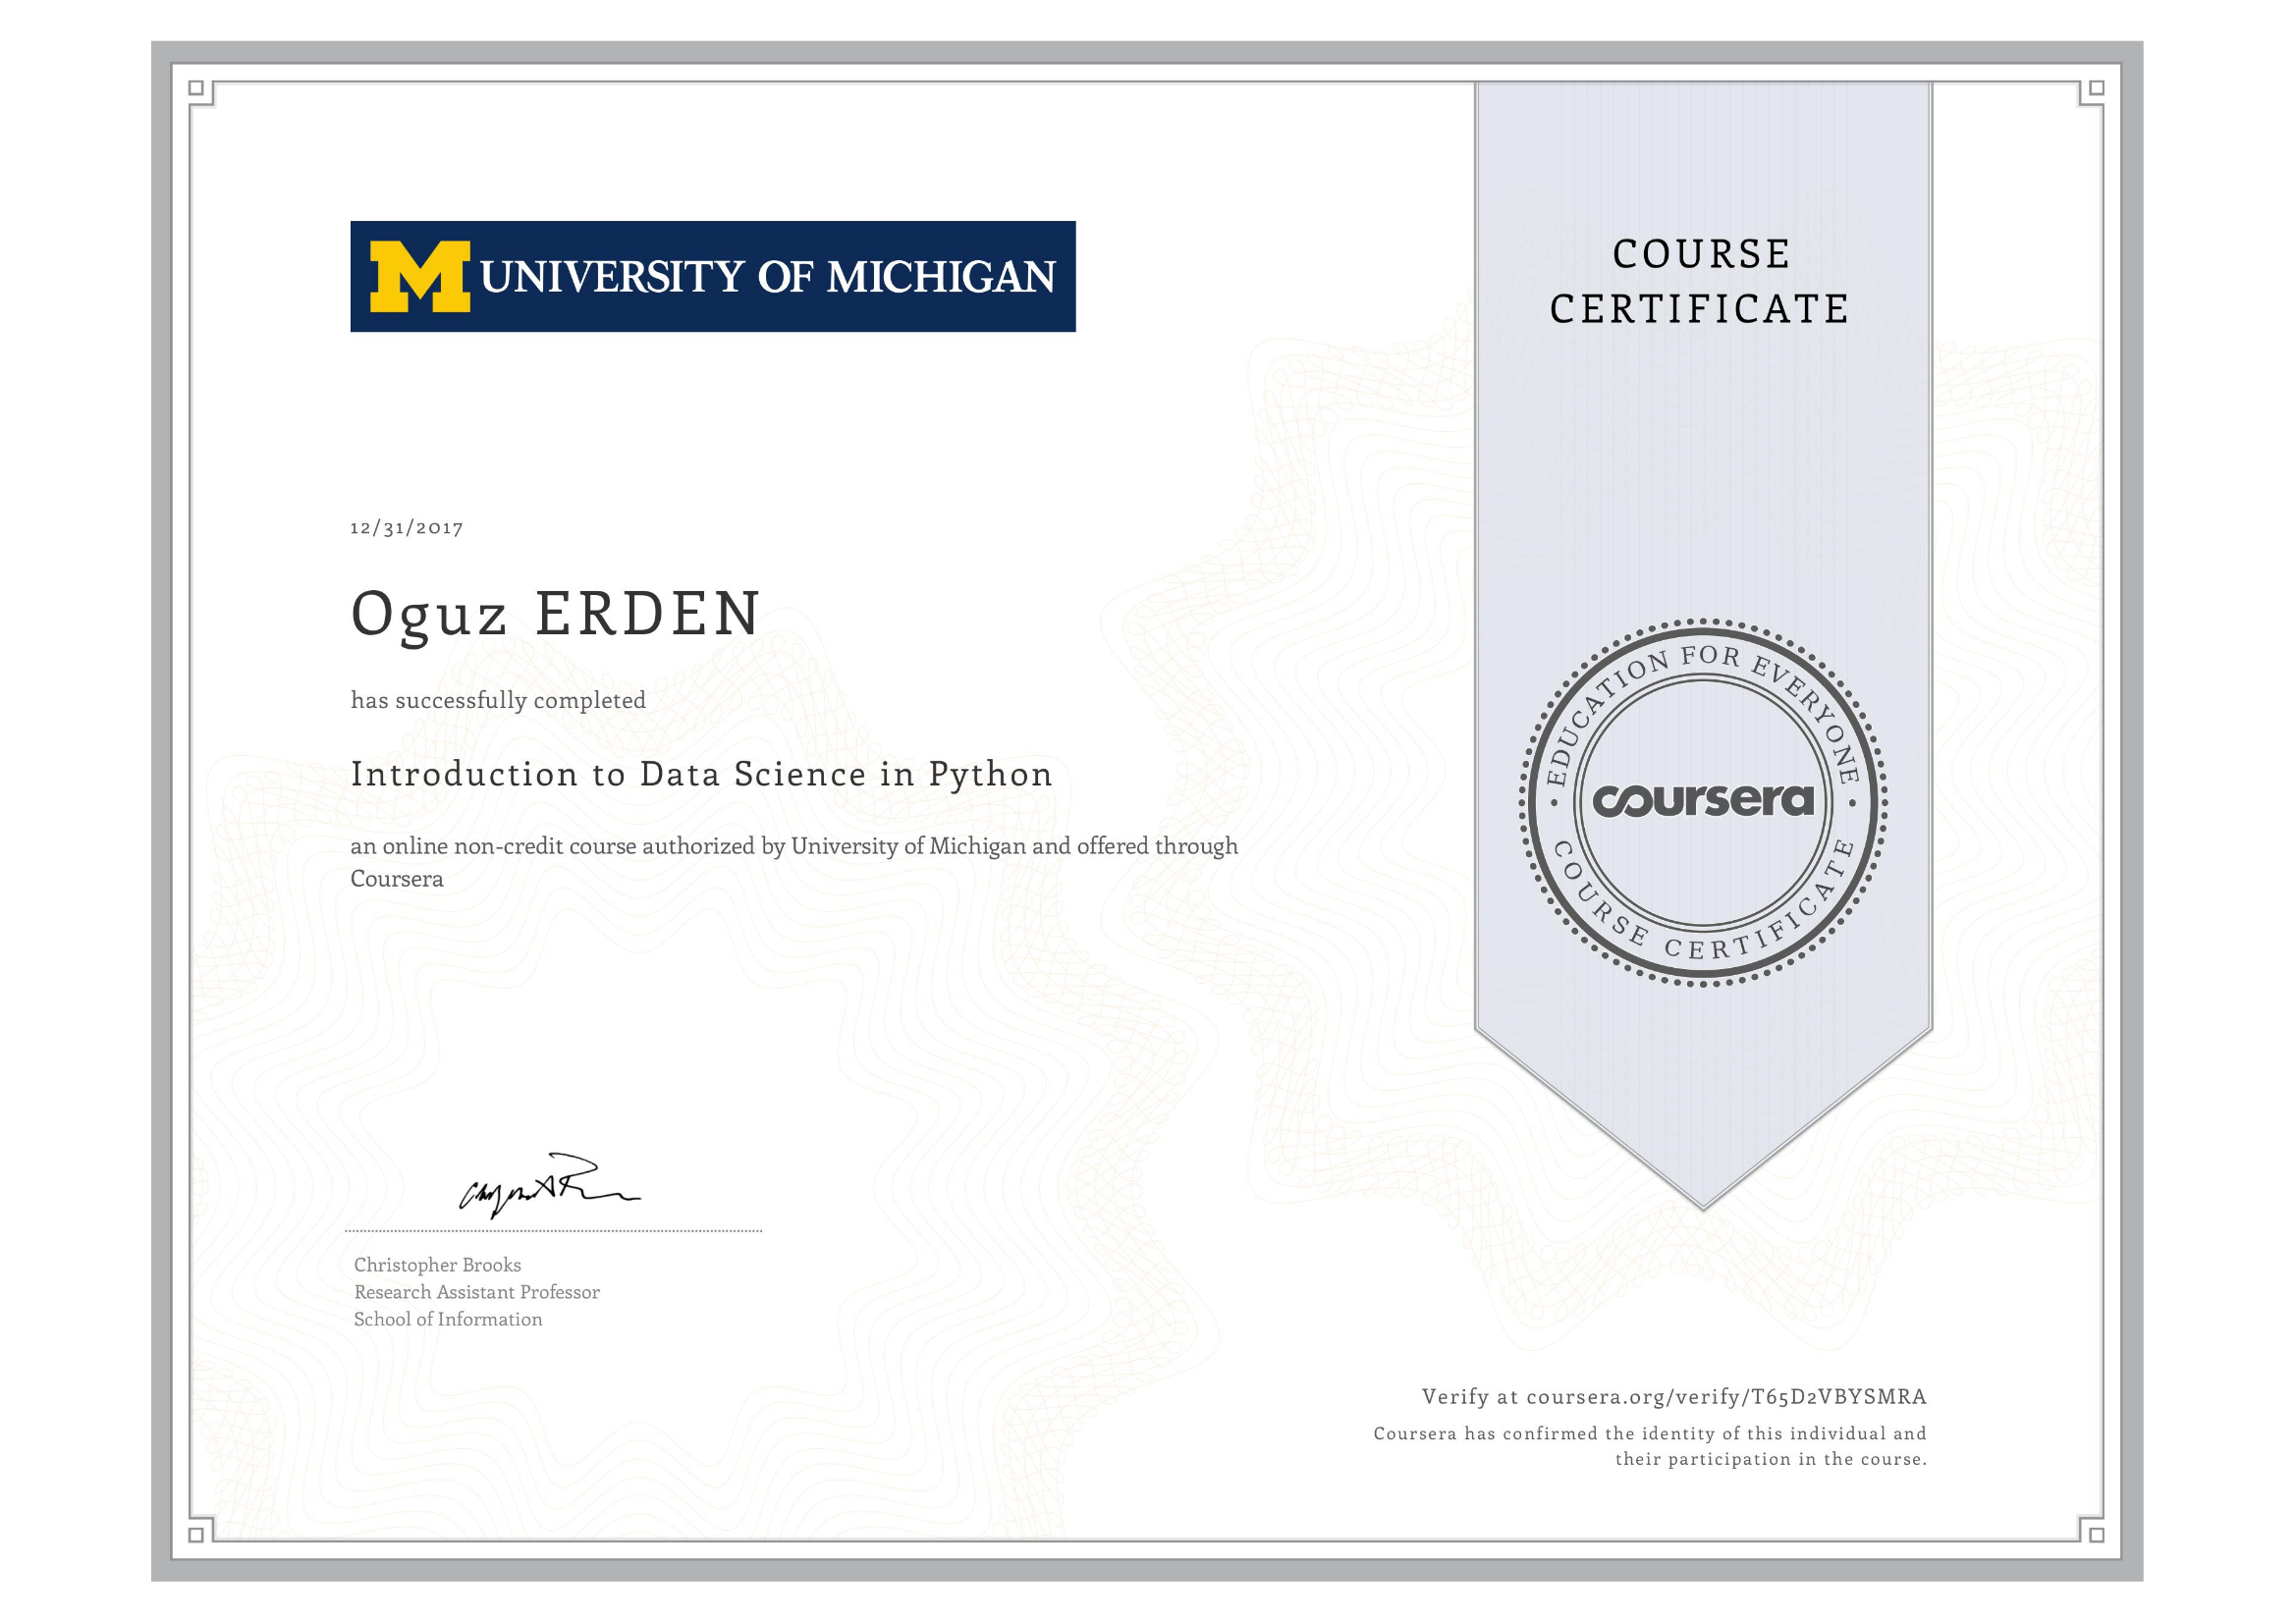 M UNIVERSITY OF MICHIGAN
COURSE
CERTIFICATE
12/31/2017
Oguz ERDEN
has successfully completed
Introduction to Data Science in Python
an online non-credit course authorized by University of Michigan and offered through
Coursera
EDUCATION FOR EVERYONE
coursera
COURSE CERTIFICATE
Christopher Brooks
Research Assistant Professor
School of Information
Verify at coursera.org/verify/T65D2VBYSMRA
Coursera has confirmed the identity of this individual and
their participation in the course.